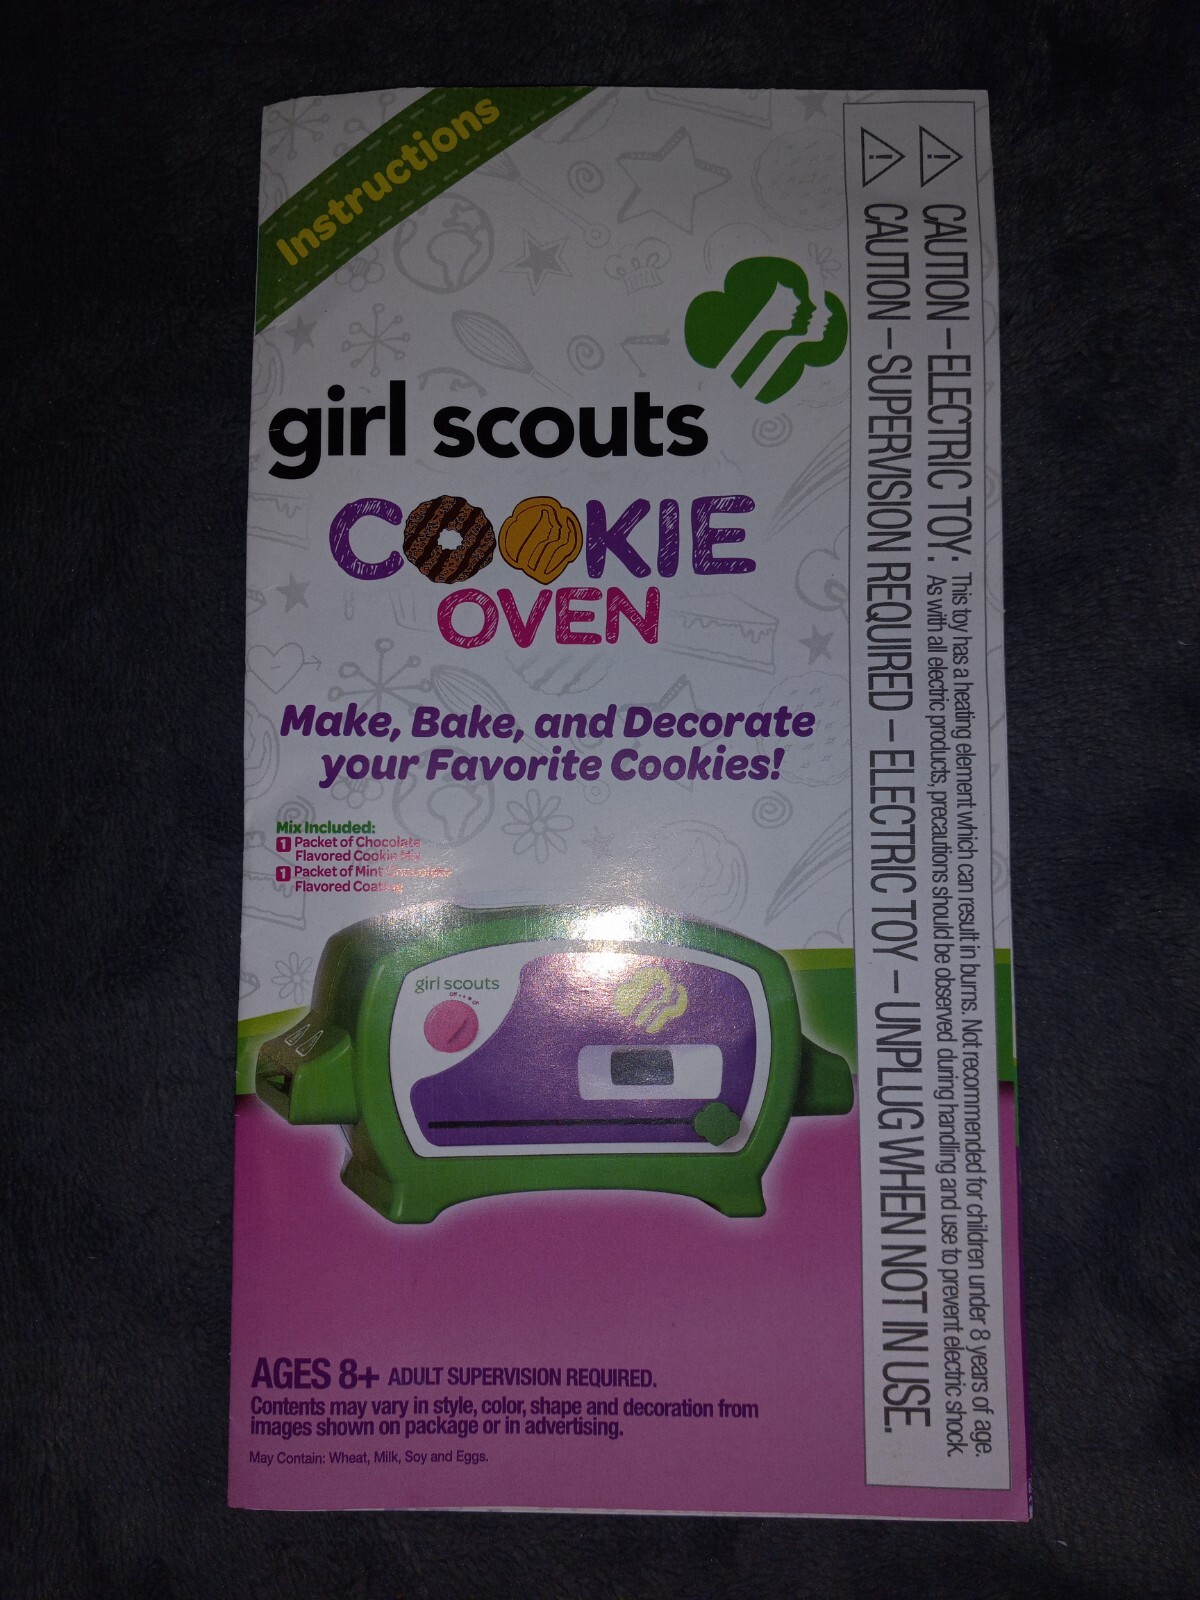 Instructions
girl scouts
COOKIE
OVEN
Make, Bake, and Decorate
your Favorite Cookies!
Mix Included:
1 Packet of Chocolate
Flavored Cookie Mix
1 Packet of Mint Chocolate
Flavored Coating
girl scouts
Off
On
AGES 8+ ADULT SUPERVISION REQUIRED.
Contents may vary in style, color, shape and decoration from
images shown on package or in advertising.
May Contain: Wheat, Milk, Soy and Eggs.
CAUTION – ELECTRIC TOY: This toy has a heating element which can result in burns. Not recommended for children under 8 years of age.
As with all electric products, precautions should be observed during handling and use to prevent electric shock.
CAUTION – SUPERVISION REQUIRED – ELECTRIC TOY – UNPLUG WHEN NOT IN USE.